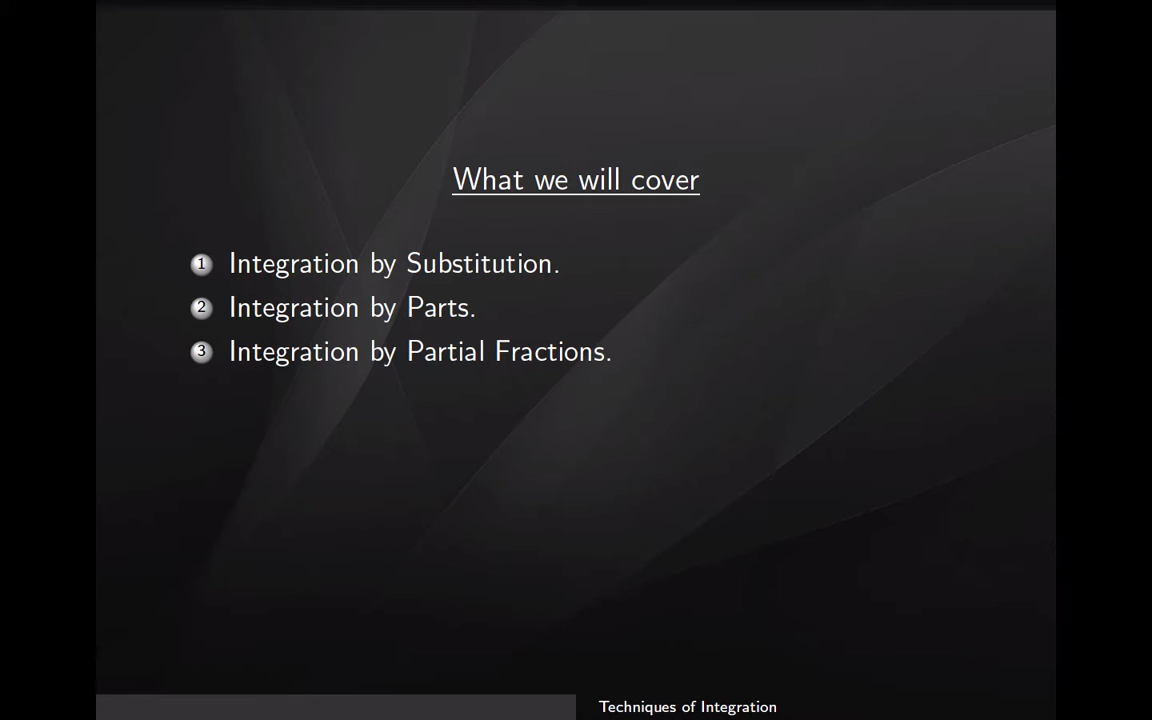 What we will cover
1 Integration by Substitution.
2 Integration by Parts.
3 Integration by Partial Fractions.
Techniques of Integration